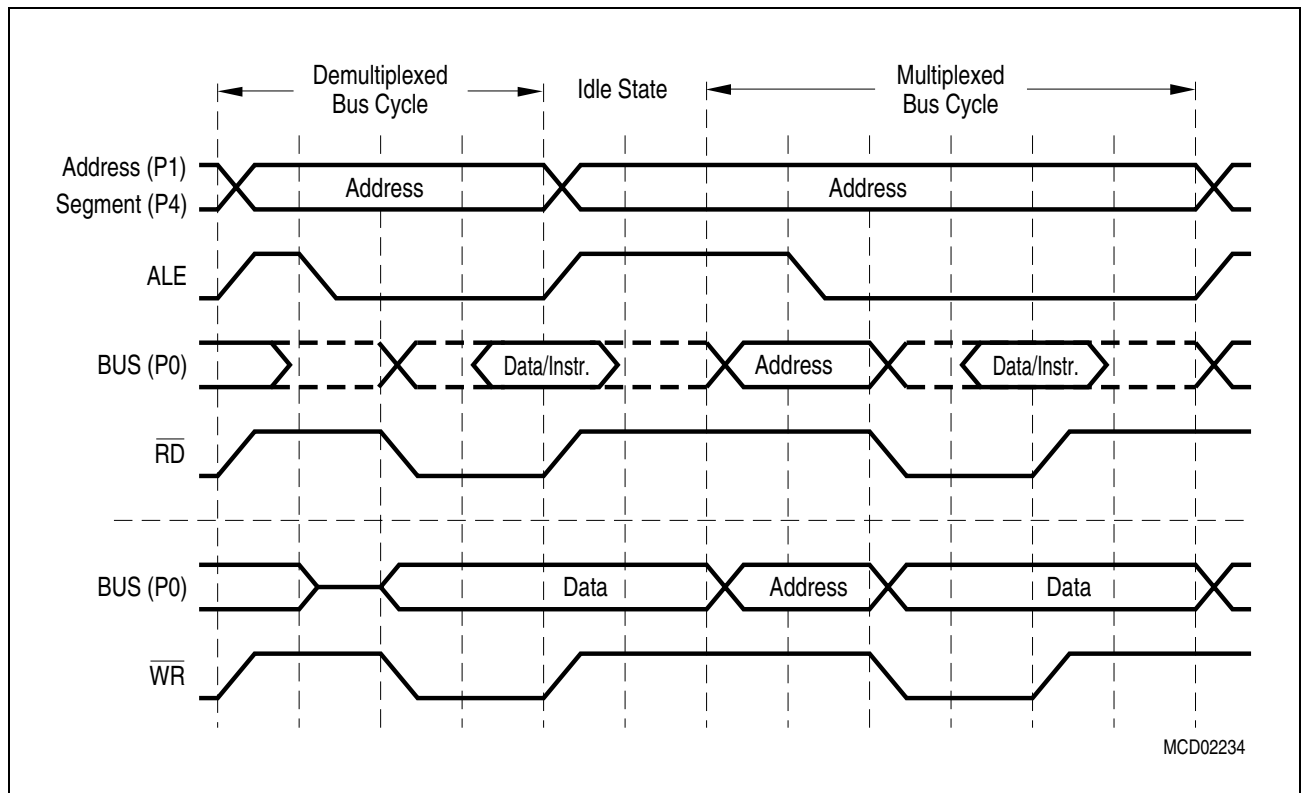 Demultiplexed
Bus Cycle
Idle State
Multiplexed
Bus Cycle
Address (P1)
Segment (P4)
Address
Address
ALE
BUS (P0)
Data/Instr.
Address
Data/Instr.
RD
BUS (P0)
Data
Address
Data
WR
MCD02234